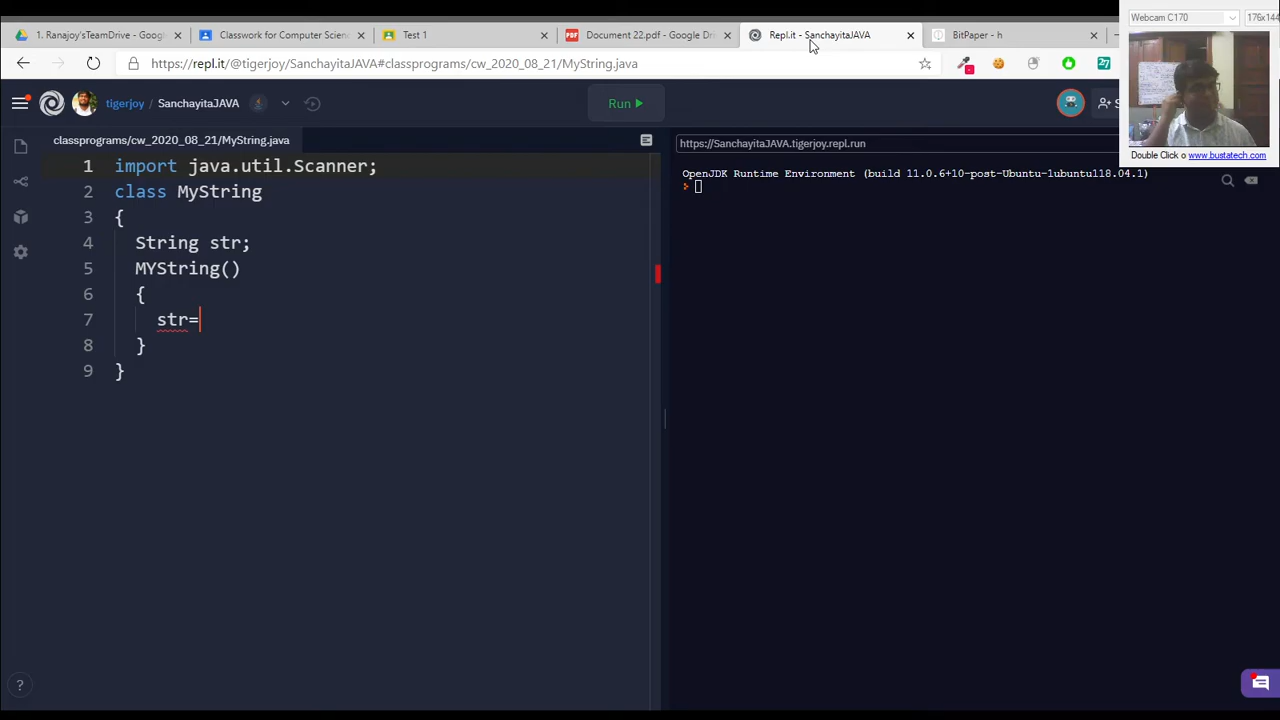 Webcam C170
176x144
1. Ranajoy'sTeamDrive - Googl
Classwork for Computer Scienc
Test 1
Document 22.pdf - Google Dri
Repl.it - SanchayitaJAVA
BitPaper - h
https://repl.it/@tigerjoy/SanchayitaJAVA#classprograms/cw_2020_08_21/MyString.java
27
tigerjoy / SanchayitaJAVA
Run
S
classprograms/cw_2020_08_21/MyString.java
https://SanchayitaJAVA.tigerjoy.repl.run
Double Click o www.bustatech.com
1 import java.util.Scanner;
2 class MyString
3 {
4 String str;
5 MYString()
6 {
7 str=
8 }
9 }
OpenJDK Runtime Environment (build 11.0.6+10-post-Ubuntu-1ubuntu118.04.1)
?